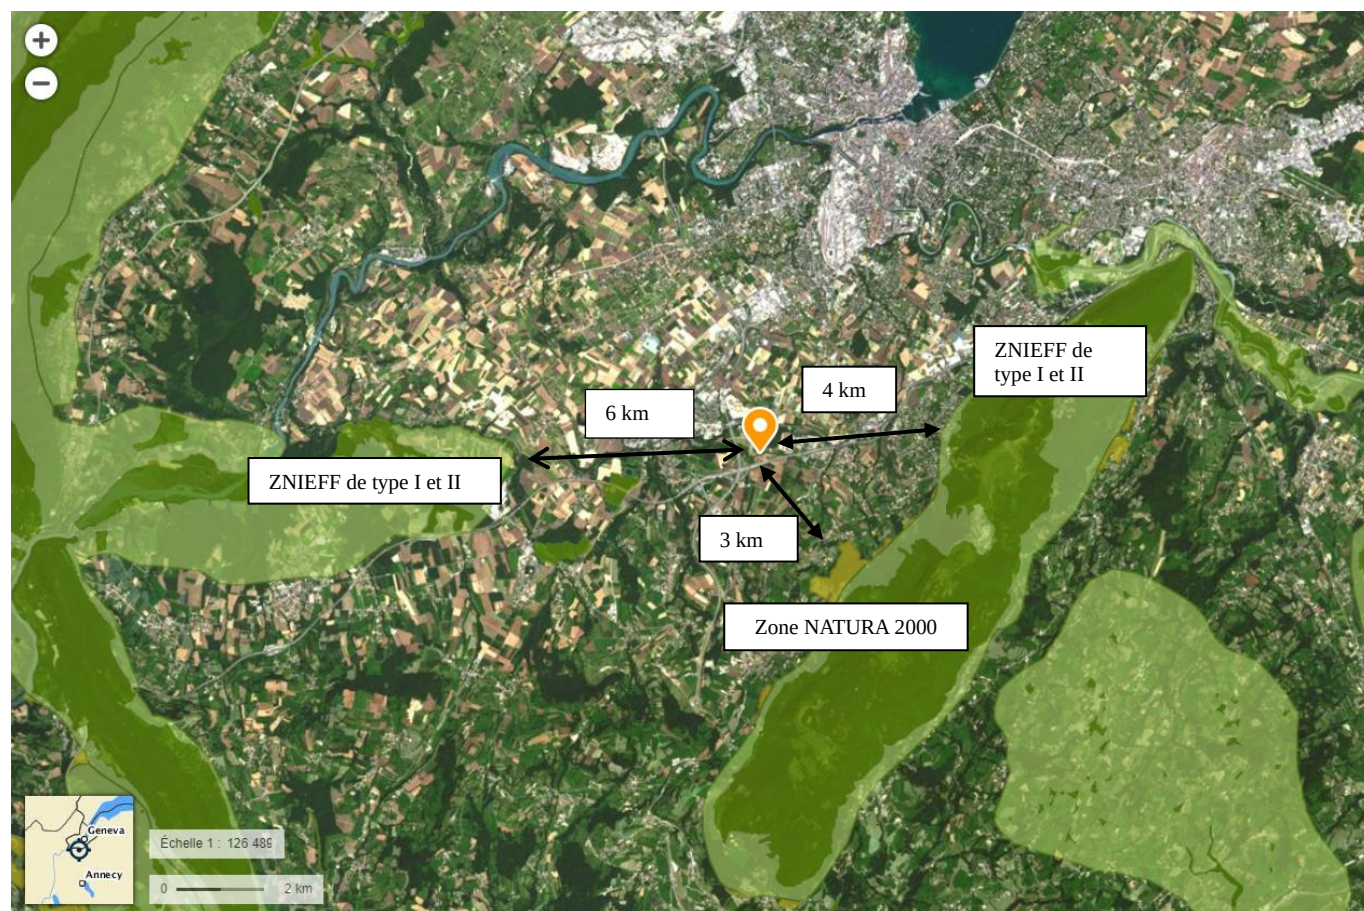 +
−
ZNIEFF de
type I et II
4 km
6 km
ZNIEFF de type I et II
3 km
Zone NATURA 2000
Geneva
Annecy
Échelle 1 : 126 489
0 2 km